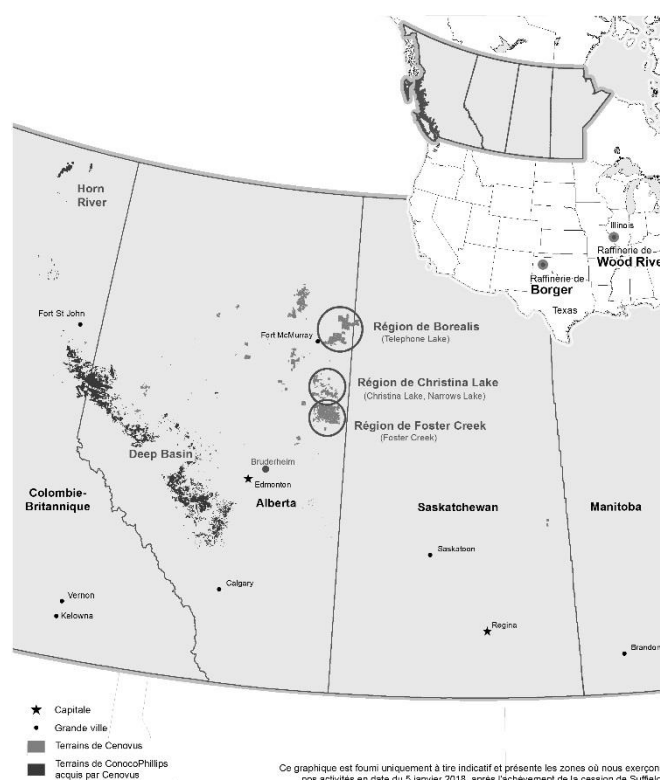 Horn
River
Illinois
Raffinerie de
Raffinerie de
Borger
Texas
Fort St John
Fort McMurray
Région de Borealis
(Telephone Lake)
Région de Christina Lake
(Christina Lake, Narrows Lake)
Région de Foster Creek
(Foster Creek)
Deep Basin
Bruderheim
Edmonton
Colombie-
Britannique
Alberta
Saskatchewan
Manitoba
Saskatoon
Calgary
Vernon
Kelowna
Regina
Brandon
Capitale
Grande ville
Terrains de Cenovus
Terrains de ConocoPhillips
acquis par Cenovus
Ce graphique est fourni uniquement à titre indicatif et présente les zones où nous exerçon
nos activités en date du 5 janvier 2018, après l'achèvement de la cession de Suffield